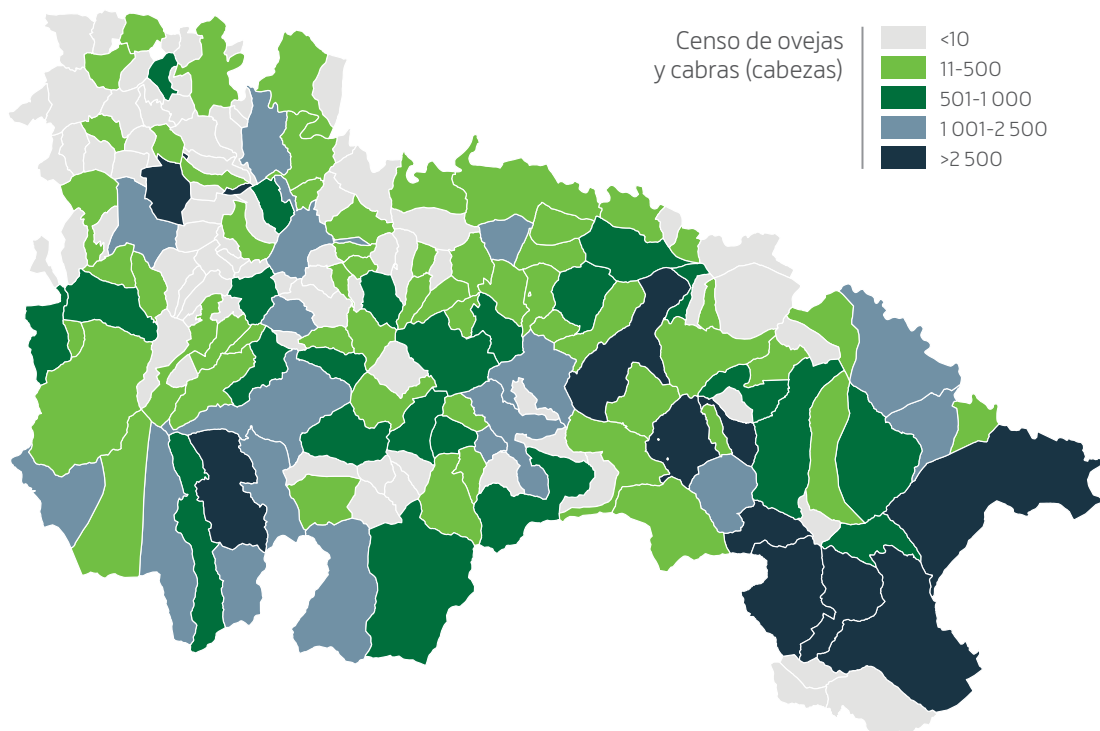 Censo de ovejas
y cabras (cabezas)
<10
11-500
501-1 000
1 001-2 500
>2 500